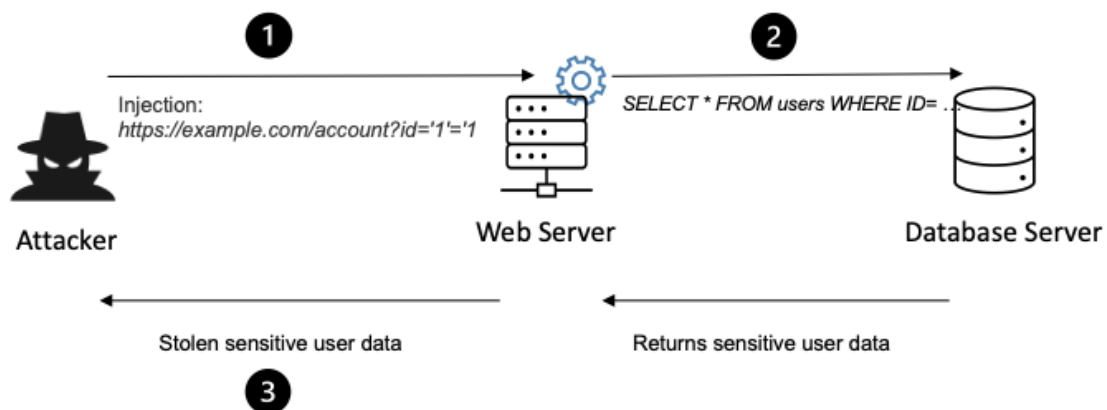 1
2
Injection:
https://example.com/account?id='1'='1
SELECT * FROM users WHERE ID= ...
Attacker
Web Server
Database Server
Stolen sensitive user data
Returns sensitive user data
3